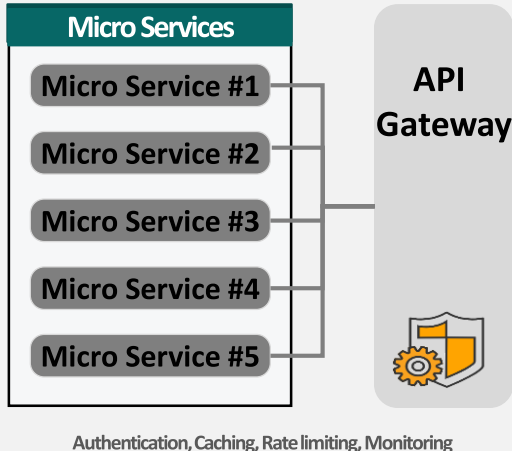 Micro Services
Micro Service #1
Micro Service #2
Micro Service #3
Micro Service #4
Micro Service #5
API
Gateway
Authentication, Caching, Rate limiting, Monitoring